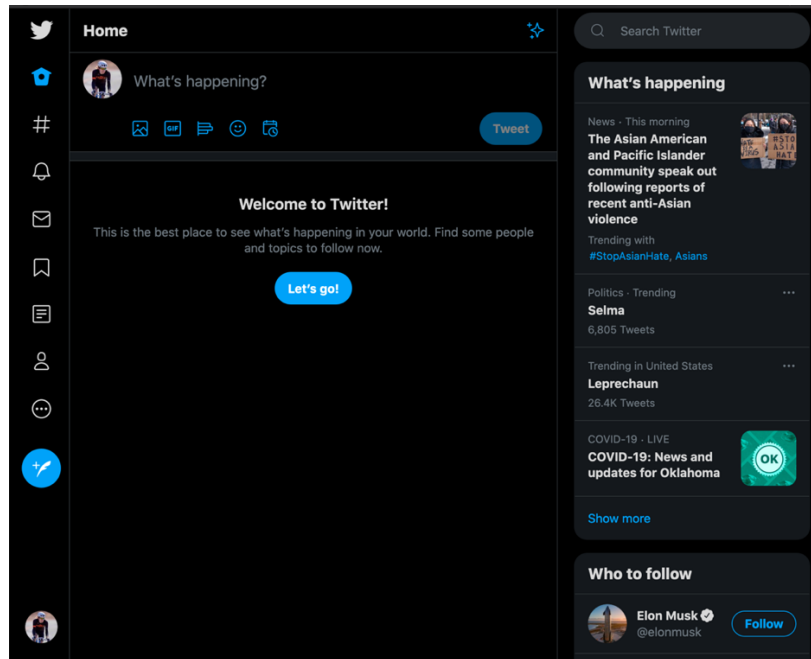 Home
What's happening?
GIF
Tweet
Welcome to Twitter!
This is the best place to see what's happening in your world. Find some people
and topics to follow now.
Let's go!
Search Twitter
What's happening
News · This morning
The Asian American
and Pacific Islander
community speak out
following reports of
recent anti-Asian
violence
Trending with
#StopAsianHate, Asians
Politics · Trending
Selma
6,805 Tweets
Trending in United States
Leprechaun
26.4K Tweets
COVID-19 · LIVE
COVID-19: News and
updates for Oklahoma
OK
Show more
Who to follow
Elon Musk
@elonmusk
Follow